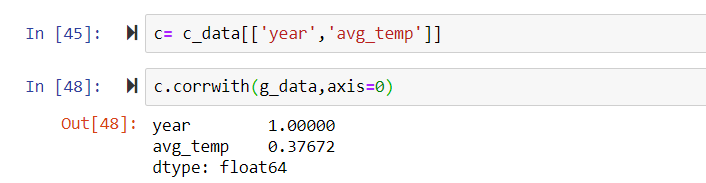 In [45]: c= c_data[['year','avg_temp']]
In [48]: c.corrwith(g_data,axis=0)
Out[48]: year 1.00000
avg_temp 0.37672
dtype: float64